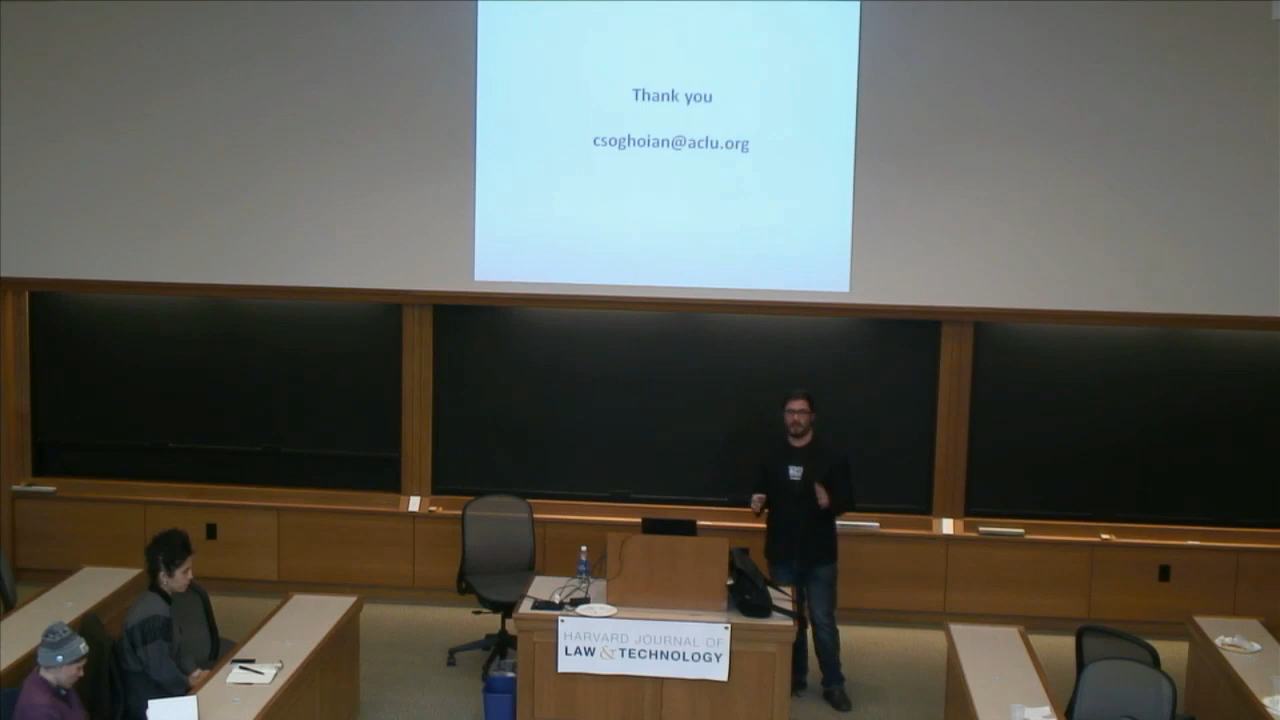 Thank you
csoghoian@aclu.org
HARVARD JOURNAL OF
LAW & TECHNOLOGY